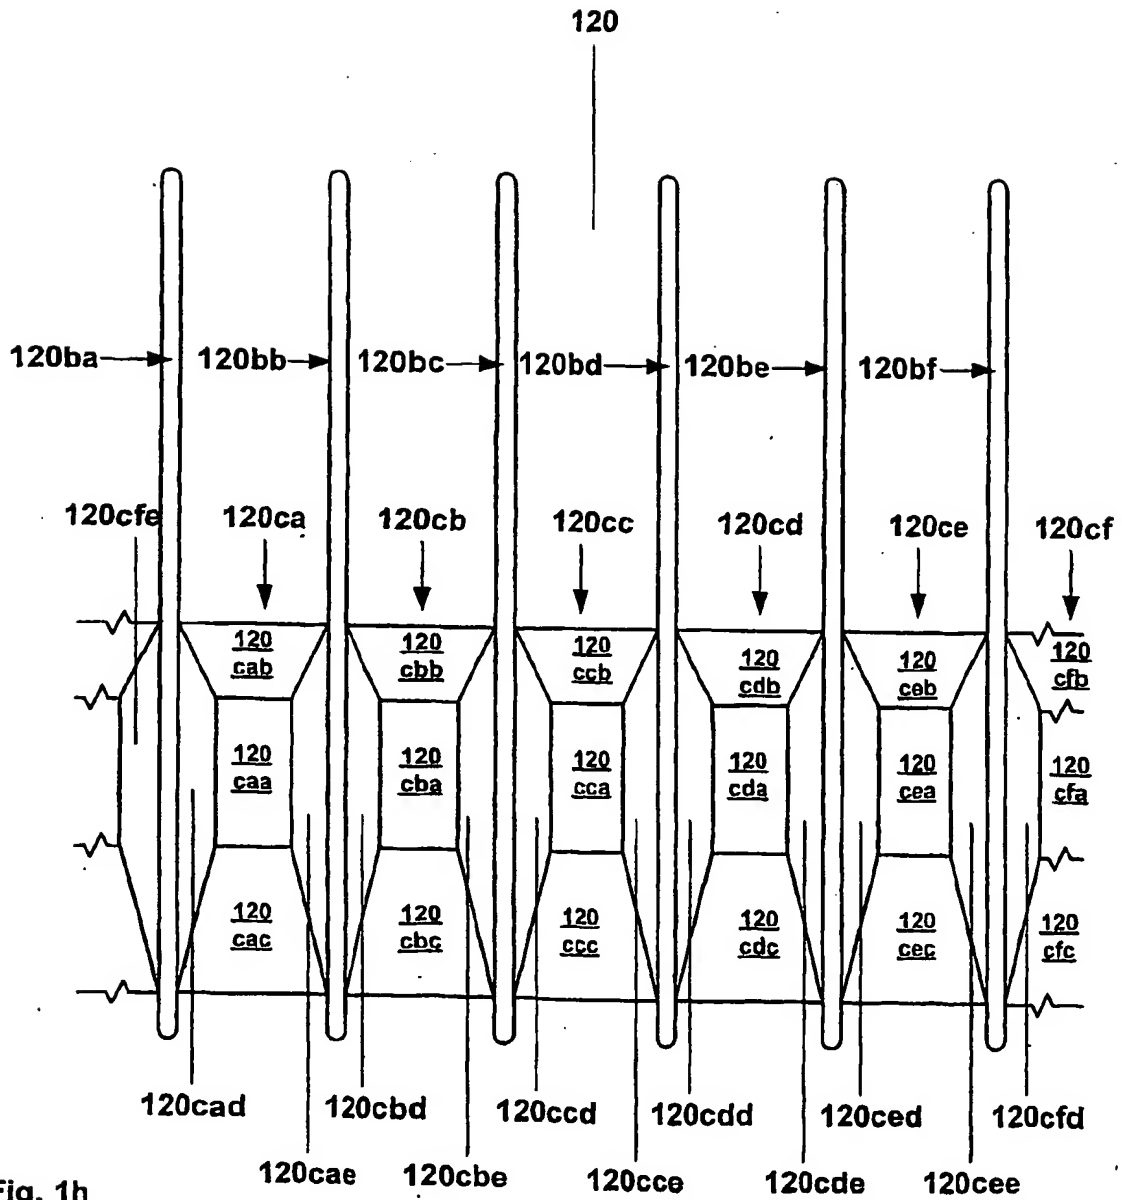 120
120ba 120bb 120bc 120bd 120be 120bf
120cfe 120ca 120cb 120cc 120cd 120ce 120cf
120 120 120 120 120 120
cab cbb ccb cdb ceb cfb
120 120 120 120 120 120
caa cba cca cda cea cfa
120 120 120 120 120 120
cac cbc ccc cdc cec cfc
120cad 120cbd 120ccd 120cdd 120ced 120cfd
120cae 120cbe 120cce 120cde 120cee
Fig. 1h